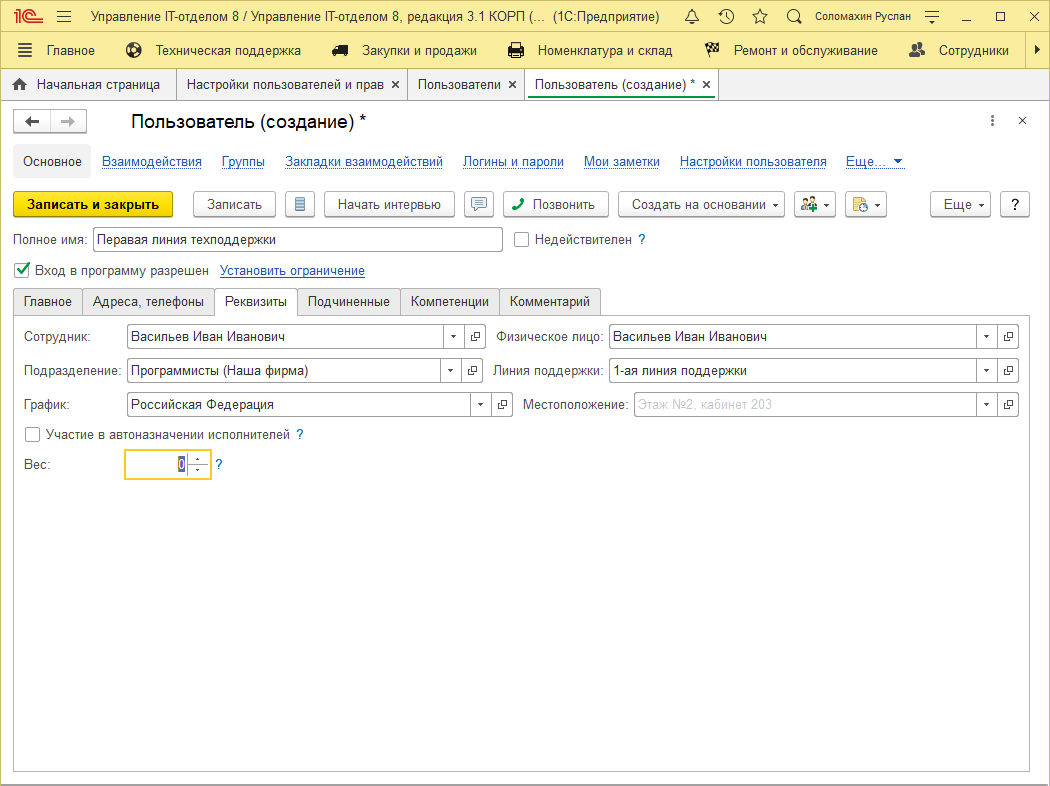 1С Управление IT-отделом 8 / Управление IT-отделом 8, редакция 3.1 КОРП (... (1С:Предприятие) Соломахин Руслан
Главное Техническая поддержка Закупки и продажи Номенклатура и склад Ремонт и обслуживание Сотрудники
Начальная страница Настройки пользователей и прав Пользователи Пользователь (создание) *
Пользователь (создание) *
Основное Взаимодействия Группы Закладки взаимодействий Логины и пароли Мои заметки Настройки пользователя Еще...
Записать и закрыть Записать Начать интервью Позвонить Создать на основании Еще ?
Полное имя: Перавая линия техподдержки Недействителен ?
Вход в программу разрешен Установить ограничение
Главное Адреса, телефоны Реквизиты Подчиненные Компетенции Комментарий
Сотрудник: Васильев Иван Иванович Физическое лицо: Васильев Иван Иванович
Подразделение: Программисты (Наша фирма) Линия поддержки: 1-ая линия поддержки
График: Российская Федерация Местоположение: Этаж №2, кабинет 203
Участие в автоназначении исполнителей ?
Вес: 0 ?